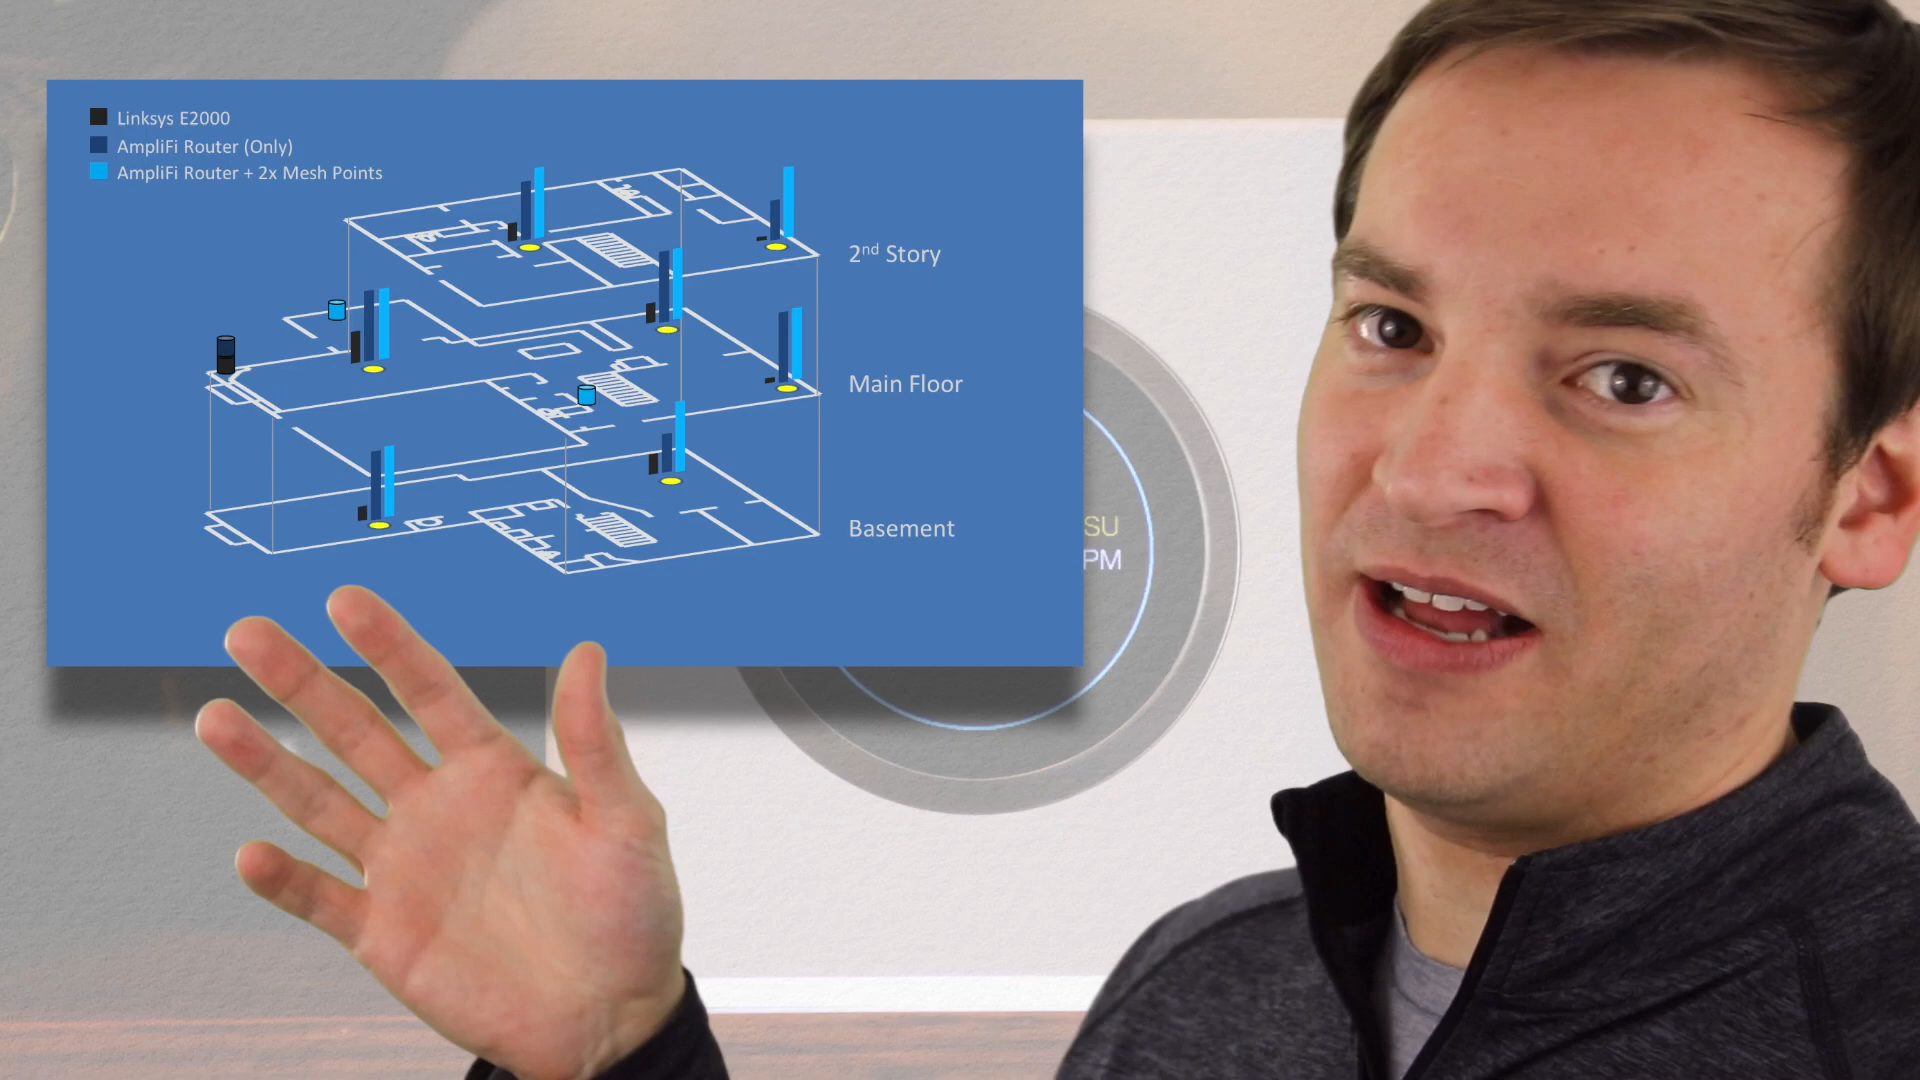 Linksys E2000
AmpliFi Router (Only)
AmpliFi Router + 2x Mesh Points
2nd Story
Main Floor
Basement
SU
PM